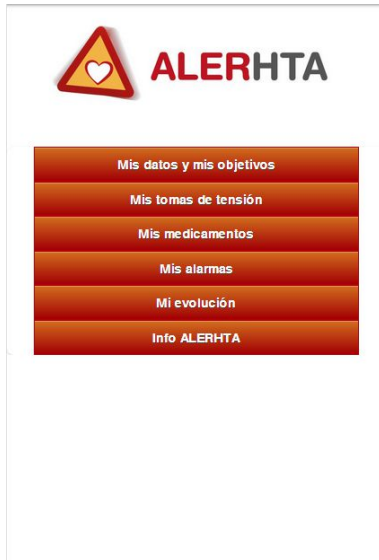 ALERHTA
Mis datos y mis objetivos
Mis tomas de tensión
Mis medicamentos
Mis alarmas
Mi evolución
Info ALERHTA